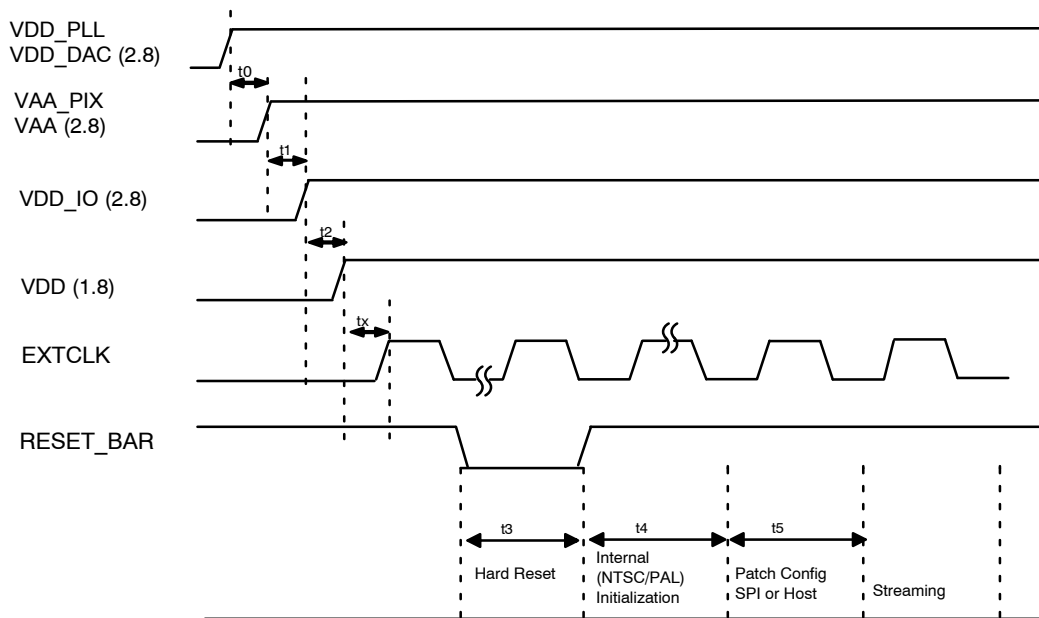 VDD_PLL
VDD_DAC (2.8)
t0
VAA_PIX
VAA (2.8)
t1
VDD_IO (2.8)
t2
VDD (1.8)
tx
EXTCLK
RESET_BAR
t3
t4
t5
Hard Reset
Internal
(NTSC/PAL)
Initialization
Patch Config
SPI or Host
Streaming